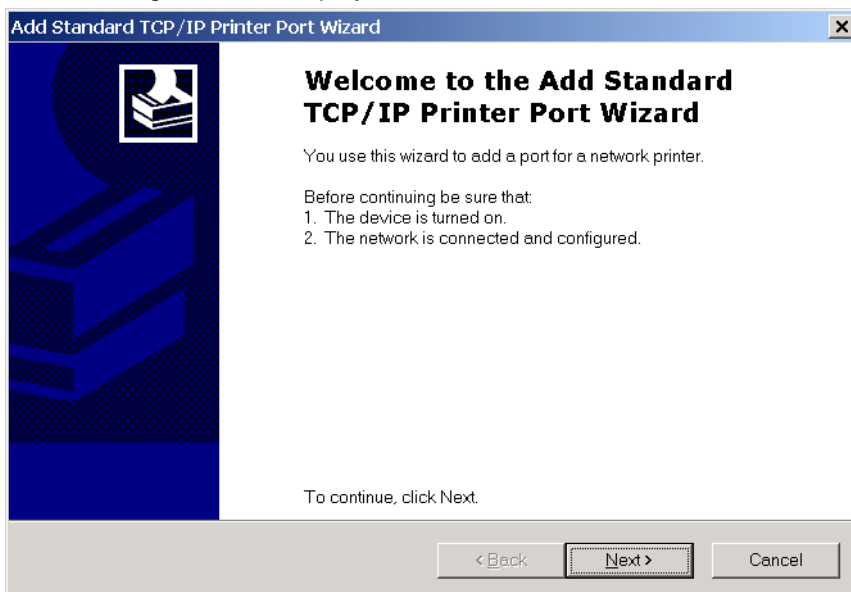 Add Standard TCP/IP Printer Port Wizard
Welcome to the Add Standard
TCP/IP Printer Port Wizard
You use this wizard to add a port for a network printer.
Before continuing be sure that:
1. The device is turned on.
2. The network is connected and configured.
To continue, click Next.
< Back Next > Cancel